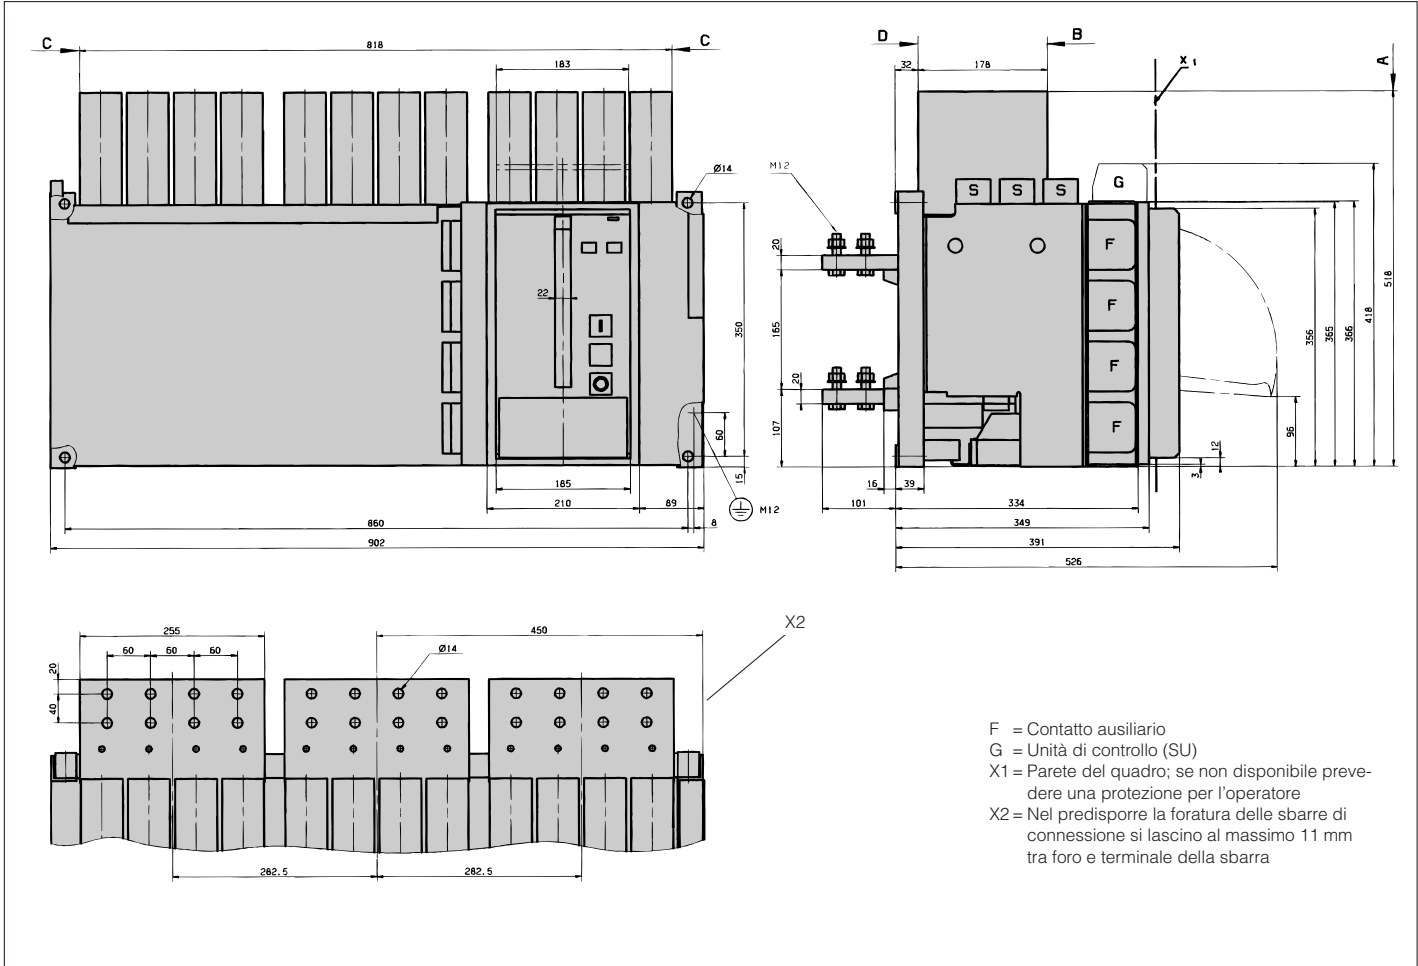 C 818 C
183
Ø14
22
350
60
15
185
210 89
M12
860 8
902
D B
32 178
X 1
A
M12
G
S S S
F
F
F
F
20
165
20
107
518
418
356
365
366
96
12
3
16 39
101 334
349
391
526
255 450
X2
60 60 60
Ø14
20
40
282.5 282.5
F = Contatto ausiliario
G = Unità di controllo (SU)
X1 = Parete del quadro; se non disponibile preve-
dere una protezione per l'operatore
X2 = Nel predisporre la foratura delle sbarre di
connessione si lascino al massimo 11 mm
tra foro e terminale della sbarra